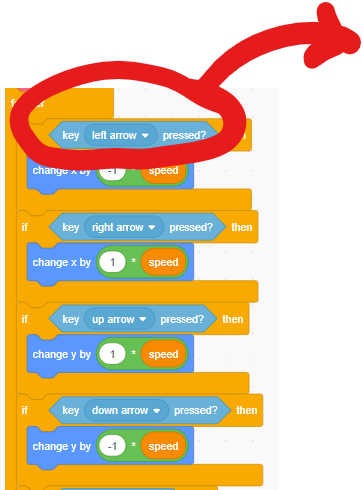 key left arrow pressed?
change x by -1 * speed
if key right arrow pressed? then
change x by 1 * speed
if key up arrow pressed? then
change y by 1 * speed
if key down arrow pressed? then
change y by -1 * speed